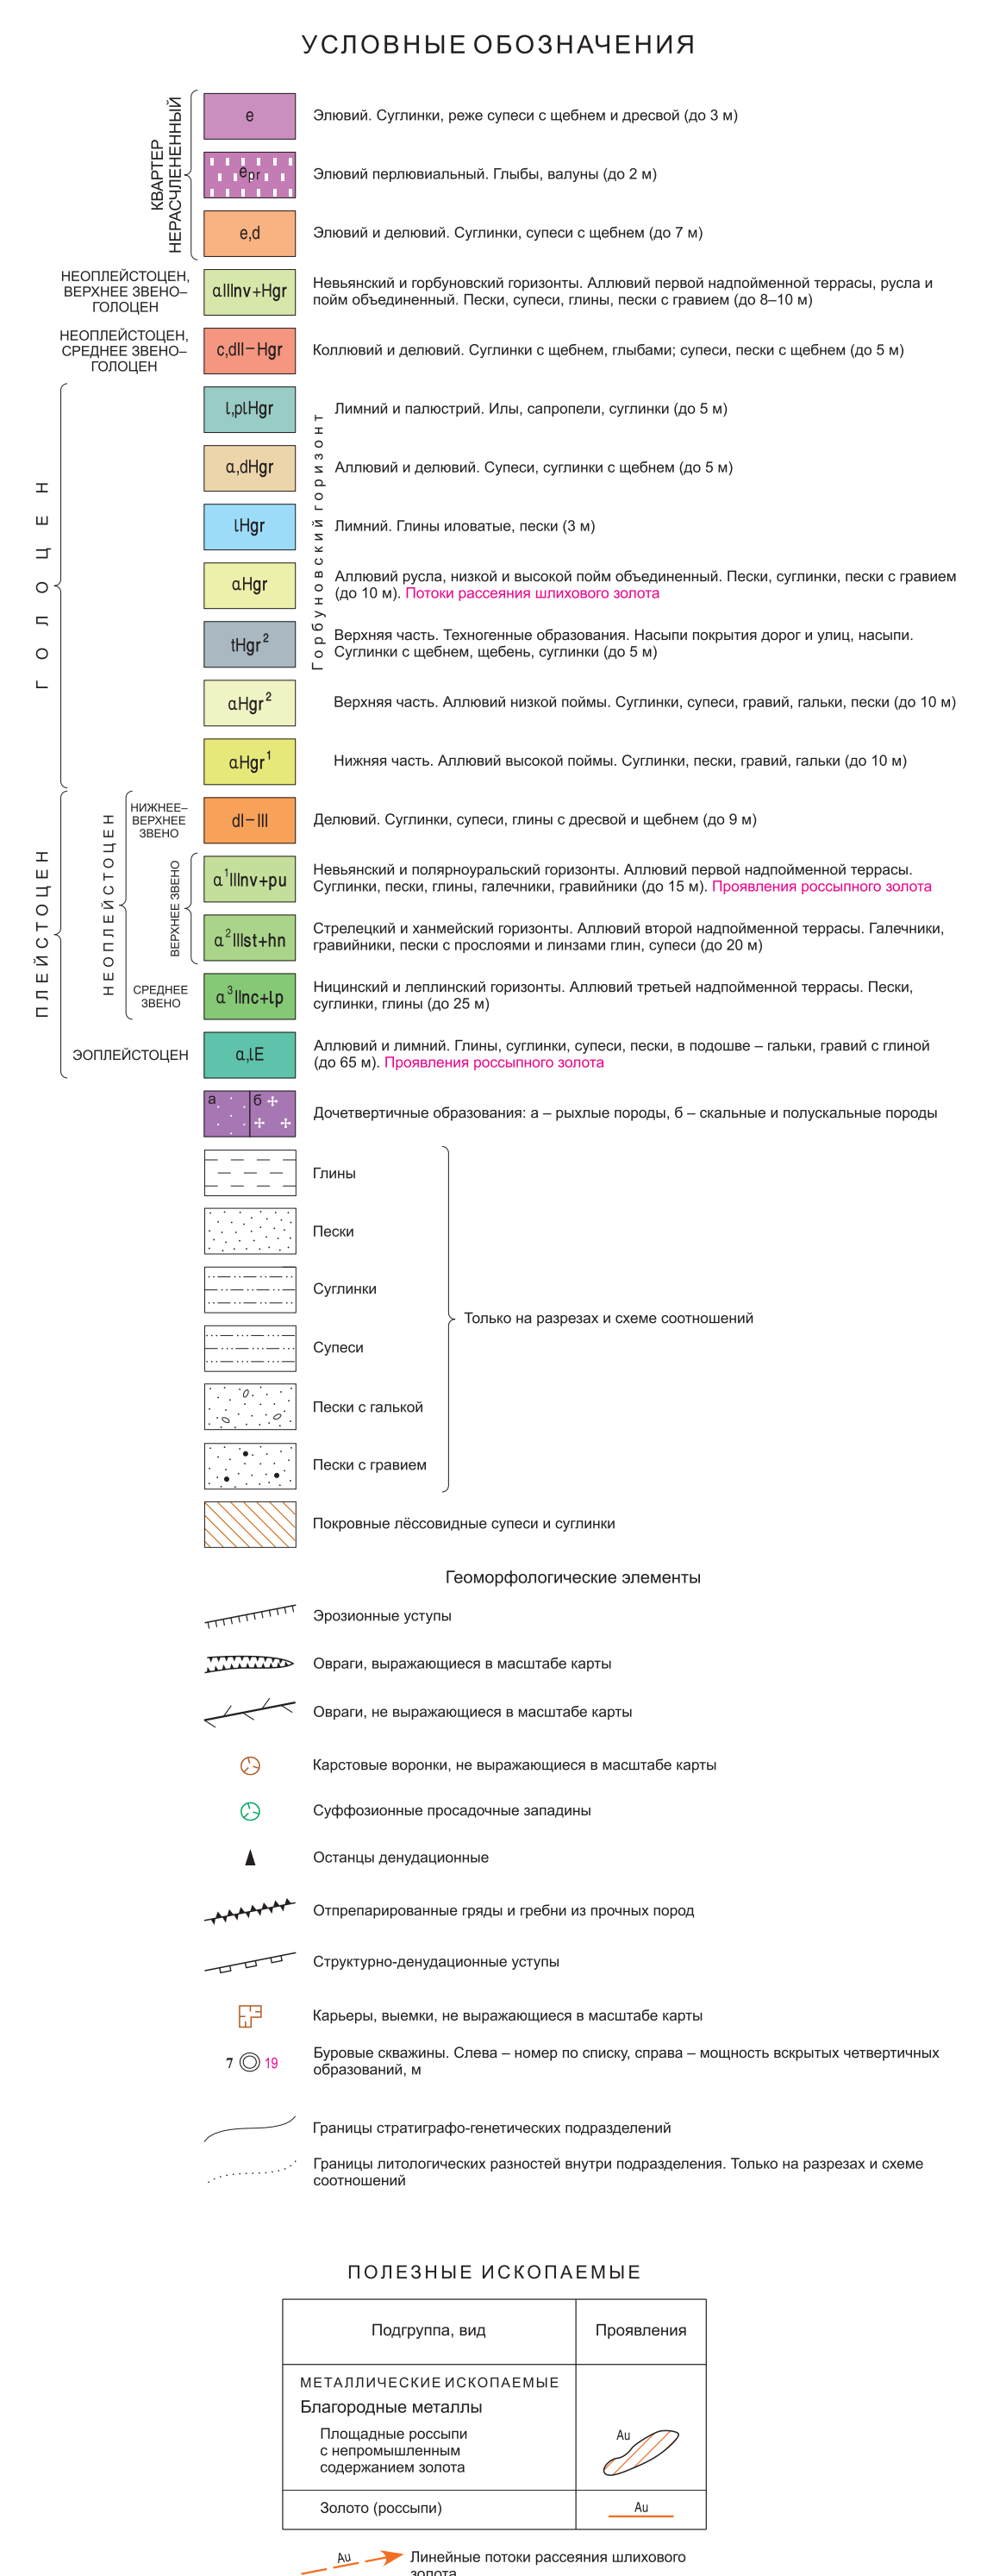 УСЛОВНЫЕ ОБОЗНАЧЕНИЯ
КВАРТЕР
НЕРАСЧЛЕНЕННЫЙ
e
Элювий. Суглинки, реже супеси с щебнем и дресвой (до 3 м)
epr
Элювий перлювиальный. Глыбы, валуны (до 2 м)
e,d
Элювий и делювий. Суглинки, супеси с щебнем (до 7 м)
НЕОПЛЕЙСТОЦЕН,
ВЕРХНЕЕ ЗВЕНО–
ГОЛОЦЕН
aIIInv+Hgr
Невьянский и горбуновский горизонты. Аллювий первой надпойменной террасы, русла и
пойм объединенный. Пески, супеси, глины, пески с гравием (до 8–10 м)
НЕОПЛЕЙСТОЦЕН,
СРЕДНЕЕ ЗВЕНО–
ГОЛОЦЕН
c,dII–Hgr
Коллювий и делювий. Суглинки с щебнем, глыбами; супеси, пески с щебнем (до 5 м)
ГОЛОЦЕН
Горбуновский горизонт
l,plHgr
Лимний и палюстрий. Илы, сапропели, суглинки (до 5 м)
a,dHgr
Аллювий и делювий. Супеси, суглинки с щебнем (до 5 м)
lHgr
Лимний. Глины иловатые, пески (3 м)
aHgr
Аллювий русла, низкой и высокой пойм объединенный. Пески, суглинки, пески с гравием
(до 10 м). Потоки рассеяния шлихового золота
tHgr²
Верхняя часть. Техногенные образования. Насыпи покрытия дорог и улиц, насыпи.
Суглинки с щебнем, щебень, суглинки (до 5 м)
aHgr²
Верхняя часть. Аллювий низкой поймы. Суглинки, супеси, гравий, гальки, пески (до 10 м)
aHgr¹
Нижняя часть. Аллювий высокой поймы. Суглинки, пески, гравий, гальки (до 10 м)
ПЛЕЙСТОЦЕН
НЕОПЛЕЙСТОЦЕН
НИЖНЕЕ–
ВЕРХНЕЕ
ЗВЕНО
dI–III
Делювий. Суглинки, супеси, глины с дресвой и щебнем (до 9 м)
ВЕРХНЕЕ ЗВЕНО
a¹IIInv+pu
Невьянский и полярноуральский горизонты. Аллювий первой надпойменной террасы.
Суглинки, пески, глины, галечники, гравийники (до 15 м). Проявления россыпного золота
a²IIIst+hn
Стрелецкий и ханмейский горизонты. Аллювий второй надпойменной террасы. Галечники,
гравийники, пески с прослоями и линзами глин, супеси (до 20 м)
СРЕДНЕЕ
ЗВЕНО
a³IInc+lp
Ницинский и леплинский горизонты. Аллювий третьей надпойменной террасы. Пески,
суглинки, глины (до 25 м)
ЭОПЛЕЙСТОЦЕН
a,lE
Аллювий и лимний. Глины, суглинки, супеси, пески, в подошве – гальки, гравий с глиной
(до 65 м). Проявления россыпного золота
а б
Дочетвертичные образования: а – рыхлые породы, б – скальные и полускальные породы
Глины
Пески
Суглинки
Только на разрезах и схеме соотношений
Супеси
Пески с галькой
Пески с гравием
Покровные лёссовидные супеси и суглинки
Геоморфологические элементы
Эрозионные уступы
Овраги, выражающиеся в масштабе карты
Овраги, не выражающиеся в масштабе карты
Карстовые воронки, не выражающиеся в масштабе карты
Суффозионные просадочные западины
Останцы денудационные
Отпрепарированные гряды и гребни из прочных пород
Структурно-денудационные уступы
Карьеры, выемки, не выражающиеся в масштабе карты
7 19
Буровые скважины. Слева – номер по списку, справа – мощность вскрытых четвертичных
образований, м
Границы стратиграфо-генетических подразделений
Границы литологических разностей внутри подразделения. Только на разрезах и схеме
соотношений
ПОЛЕЗНЫЕ ИСКОПАЕМЫЕ
Подгруппа, вид
Проявления
МЕТАЛЛИЧЕСКИЕ ИСКОПАЕМЫЕ
Благородные металлы
Площадные россыпи
с непромышленным
содержанием золота
Au
Золото (россыпи)
Au
Au
Линейные потоки рассеяния шлихового
золота